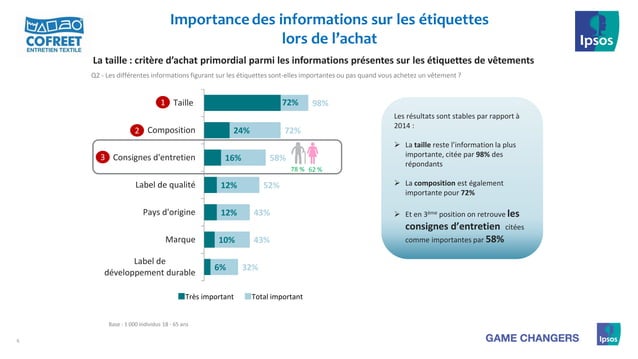 COFREET
ENTRETIEN TEXTILE
Importance des informations sur les étiquettes
lors de l'achat
Ipsos
La taille : critère d'achat primordial parmi les informations présentes sur les étiquettes de vêtements
Q2 - Les différentes informations figurant sur les étiquettes sont-elles importantes ou pas quand vous achetez un vêtement ?
1 Taille 72% 98%
2 Composition 24% 72%
3 Consignes d'entretien 16% 58%
78 % 62 %
Label de qualité 12% 52%
Pays d'origine 12% 43%
Marque 10% 43%
Label de
développement durable 6% 32%
Très important Total important
Les résultats sont stables par rapport à
2014 :
➢ La taille reste l'information la plus
importante, citée par 98% des
répondants
➢ La composition est également
importante pour 72%
➢ Et en 3ème position on retrouve les
consignes d'entretien citées
comme importantes par 58%
Base - 1 000 individus 18 - 65 ans
GAME CHANGERS
Ipsos